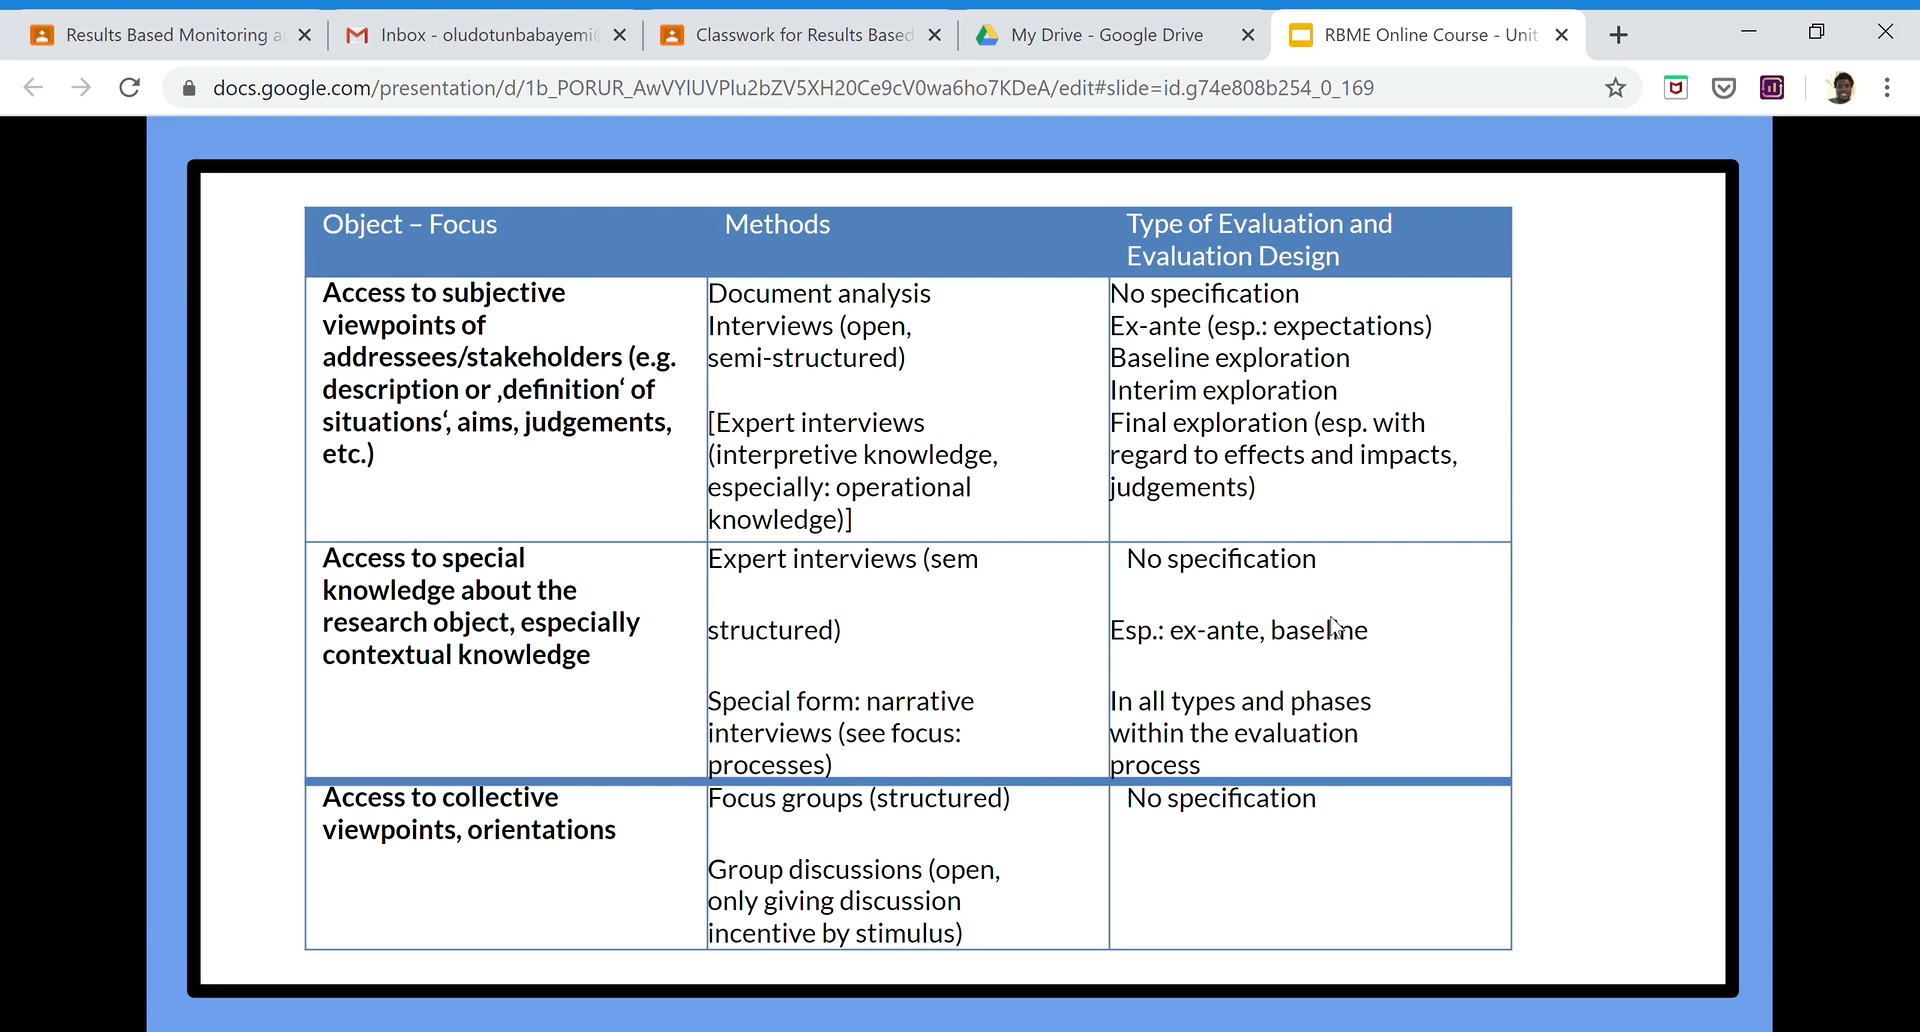 Results Based Monitoring a
Inbox - oludotunbabayemi@
Classwork for Results Based
My Drive - Google Drive
RBME Online Course - Unit
docs.google.com/presentation/d/1b_PORUR_AwVYlUVPlu2bZV5XH20Ce9cV0wa6ho7KDeA/edit#slide=id.g74e808b254_0_169
Object – Focus
Methods
Type of Evaluation and
Evaluation Design
Access to subjective
viewpoints of
addressees/stakeholders (e.g.
description or ‚definition‘ of
situations‘, aims, judgements,
etc.)
Document analysis
Interviews (open,
semi-structured)
[Expert interviews
(interpretive knowledge,
especially: operational
knowledge)]
No specification
Ex-ante (esp.: expectations)
Baseline exploration
Interim exploration
Final exploration (esp. with
regard to effects and impacts,
judgements)
Access to special
knowledge about the
research object, especially
contextual knowledge
Expert interviews (sem
structured)
Special form: narrative
interviews (see focus:
processes)
No specification
Esp.: ex-ante, baseline
In all types and phases
within the evaluation
process
Access to collective
viewpoints, orientations
Focus groups (structured)
Group discussions (open,
only giving discussion
incentive by stimulus)
No specification